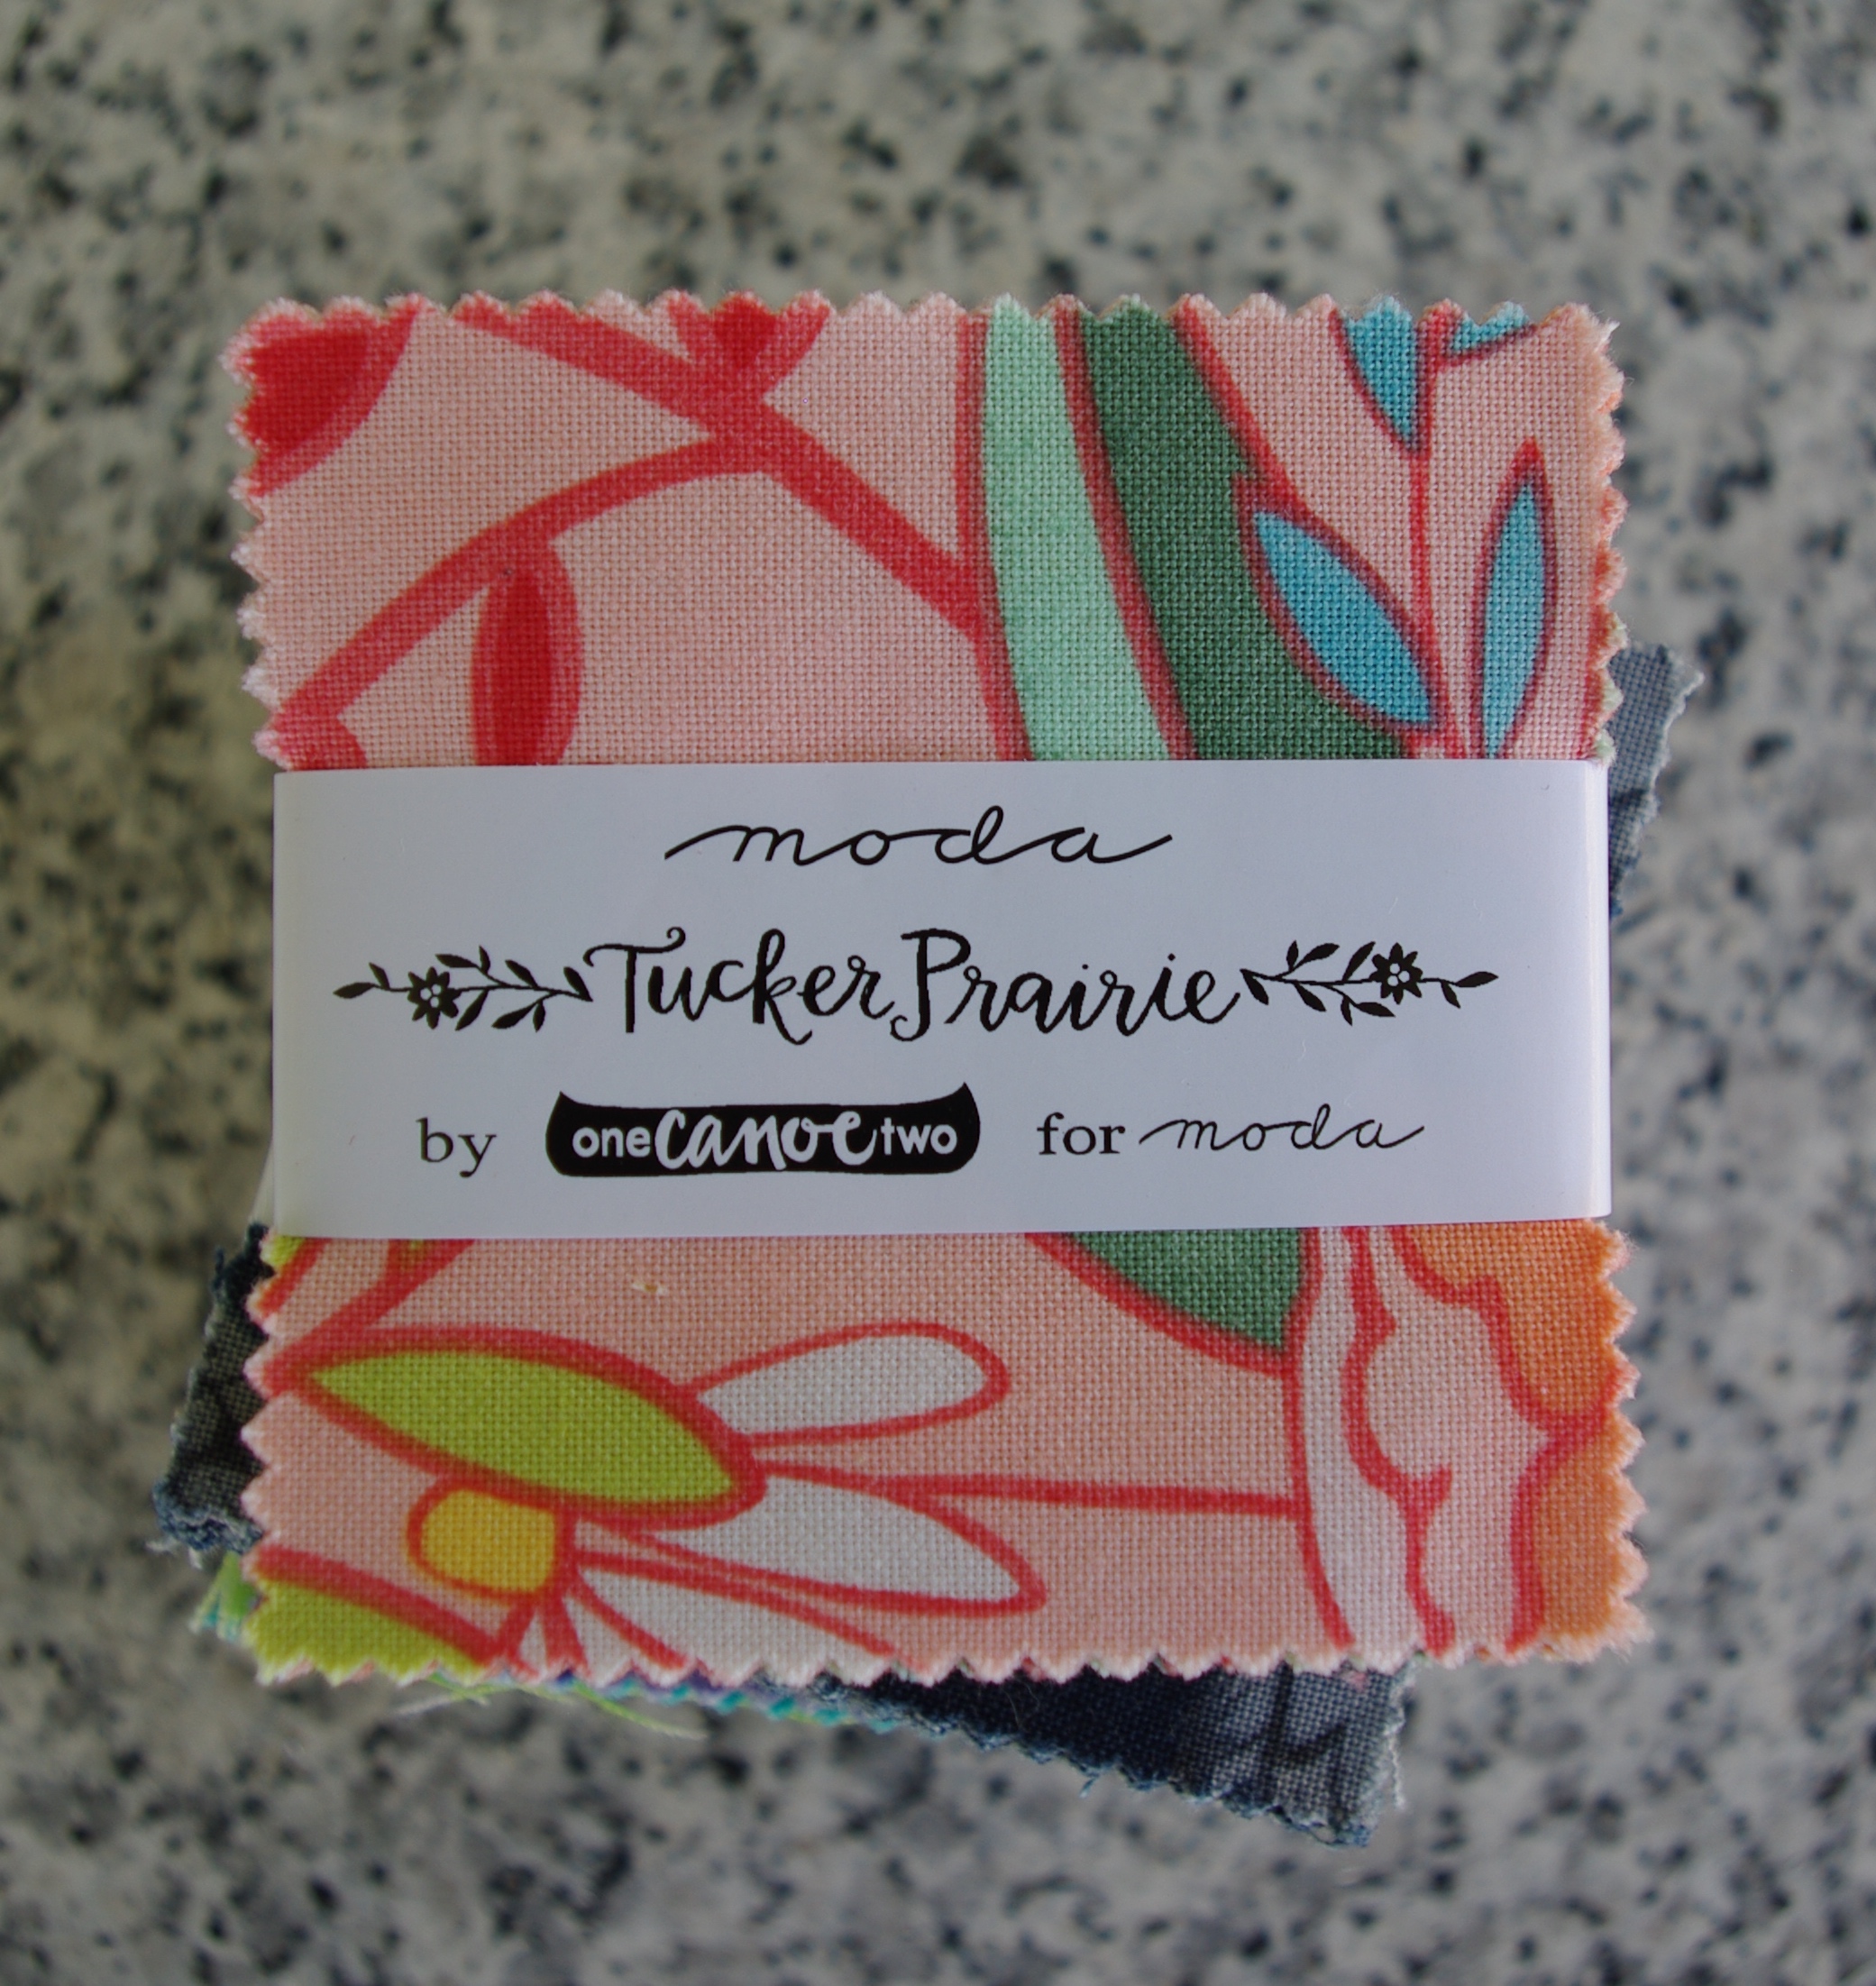 moda
Tucker Prairie
by onecanoetwo for moda